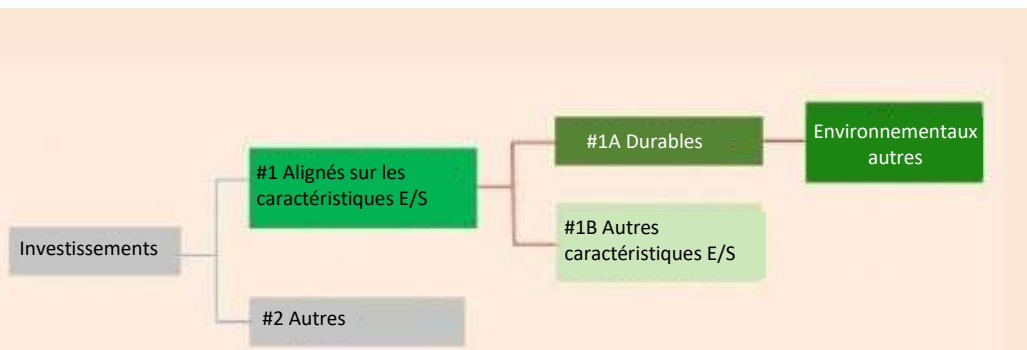 #1A Durables
Environnementaux
autres
#1 Alignés sur les
caractéristiques E/S
#1B Autres
caractéristiques E/S
Investissements
#2 Autres